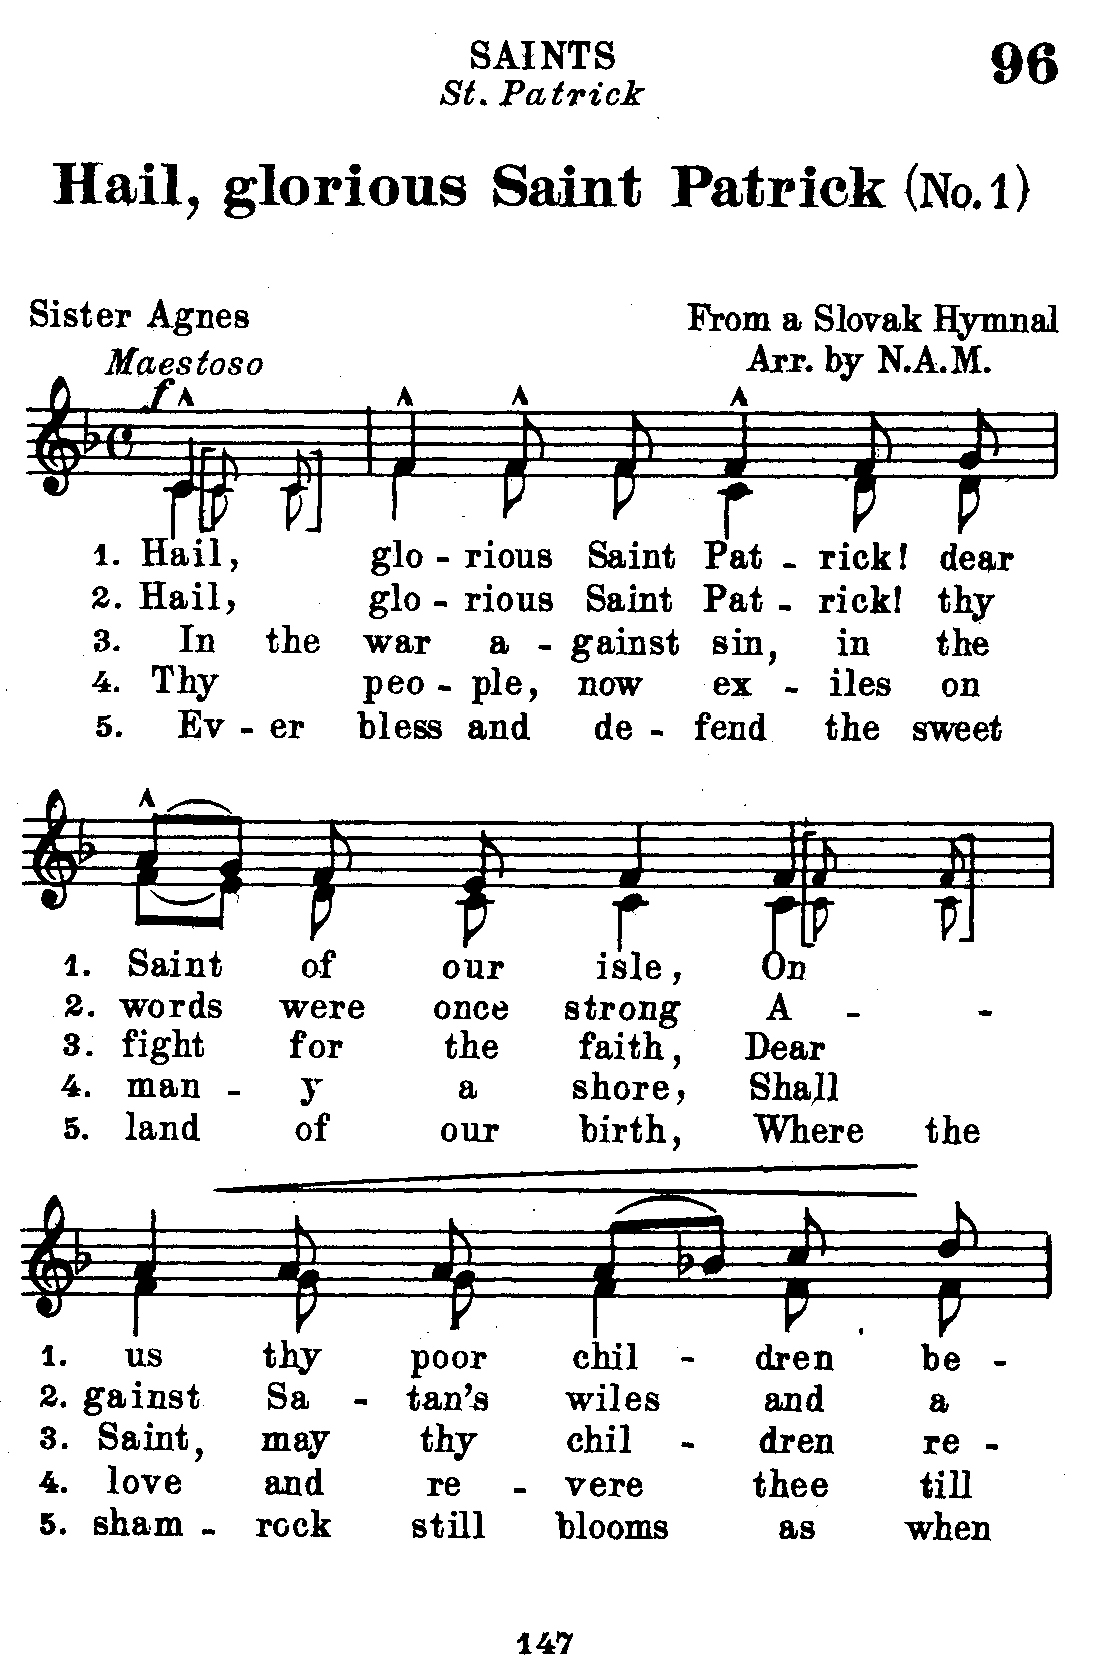 SAINTS
96
St. Patrick
Hail, glorious Saint Patrick (No. 1)
Sister Agnes
From a Slovak Hymnal
Maestoso
Arr. by N.A.M.
f
1. Hail, glo - rious Saint Pat - rick! dear
2. Hail, glo - rious Saint Pat - rick! thy
3. In the war a - gainst sin, in the
4. Thy peo - ple, now ex - iles on
5. Ev - er bless and de - fend the sweet
1. Saint of our isle, On
2. words were once strong A - -
3. fight for the faith, Dear
4. man - y a shore, Shall
5. land of our birth, Where the
1. us thy poor chil - dren be -
2. gainst Sa - tan's wiles and a
3. Saint, may thy chil - dren re -
4. love and re - vere thee till
5. sham - rock still blooms as when
147